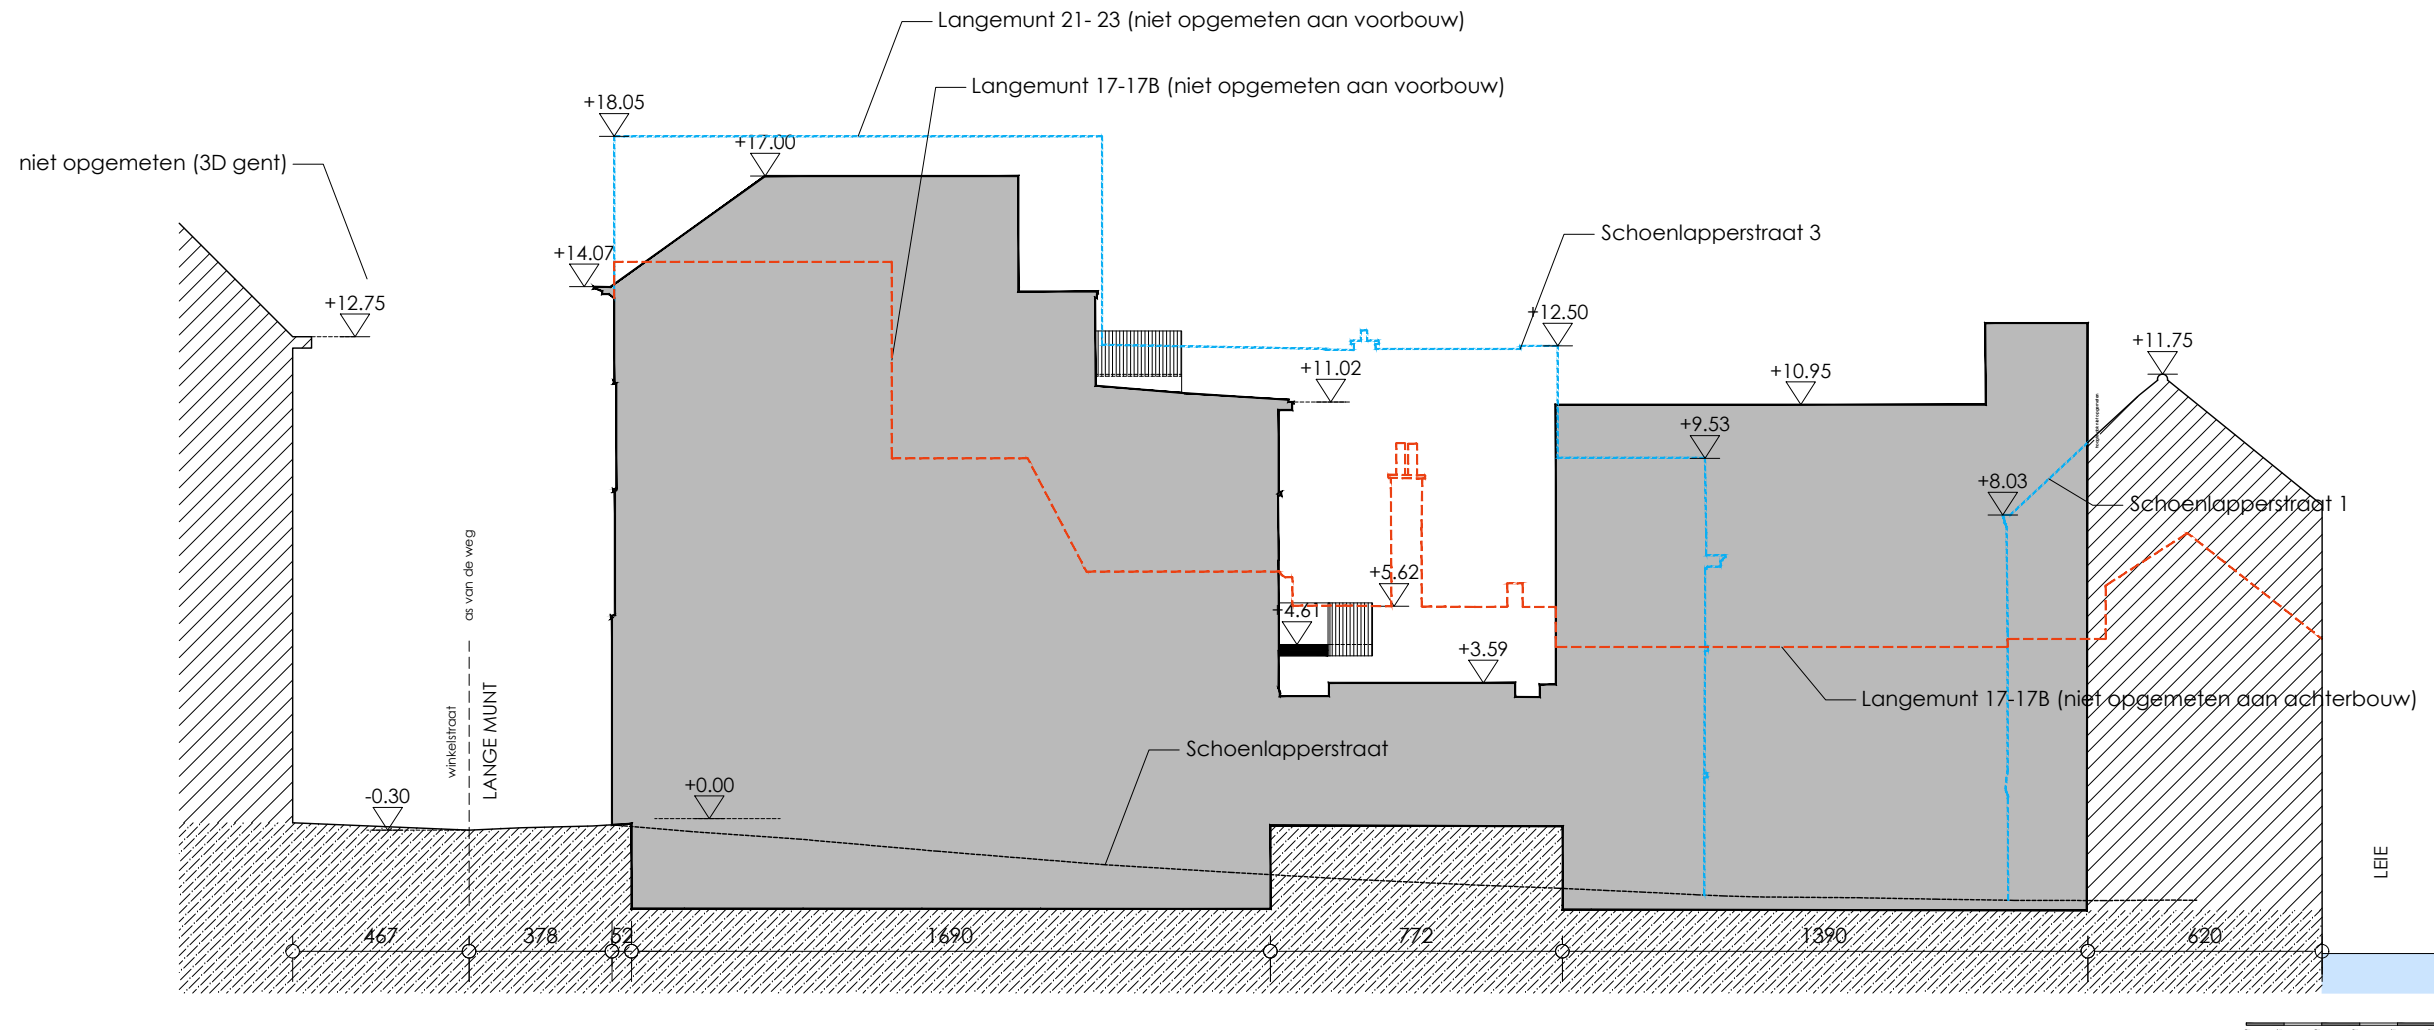 Langemunt 21- 23 (niet opgemeten aan voorbouw)
Langemunt 17-17B (niet opgemeten aan voorbouw)
+18.05
+17.00
niet opgemeten (3D gent)
Schoenlapperstraat 3
+14.07
+12.75
+12.50
+11.75
+11.02
+10.95
+9.53
+8.03
Schoenlapperstraat 1
as van de weg
+5.62
+4.61
+3.59
winkelstraat
LANGE MUNT
Langemunt 17-17B (niet opgemeten aan achterbouw)
Schoenlapperstraat
+0.00
-0.30
LEIE
467
378
52
1690
772
1390
620